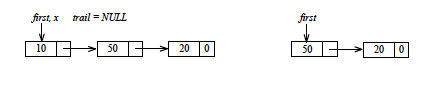 first, x trail = NULL
first
10 50 20 0
50 20 0